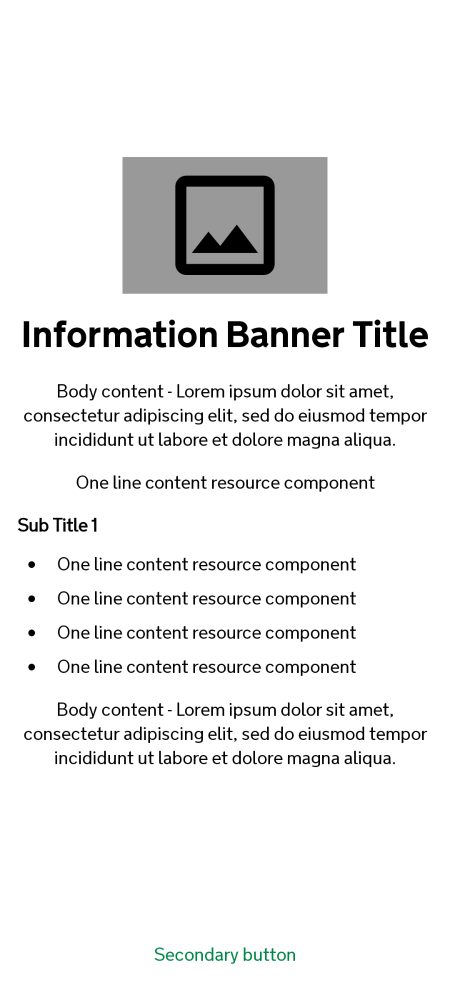 Information Banner Title
Body content - Lorem ipsum dolor sit amet,
consectetur adipiscing elit, sed do eiusmod tempor
incididunt ut labore et dolore magna aliqua.
One line content resource component
Sub Title 1
• One line content resource component
• One line content resource component
• One line content resource component
• One line content resource component
Body content - Lorem ipsum dolor sit amet,
consectetur adipiscing elit, sed do eiusmod tempor
incididunt ut labore et dolore magna aliqua.
Secondary button